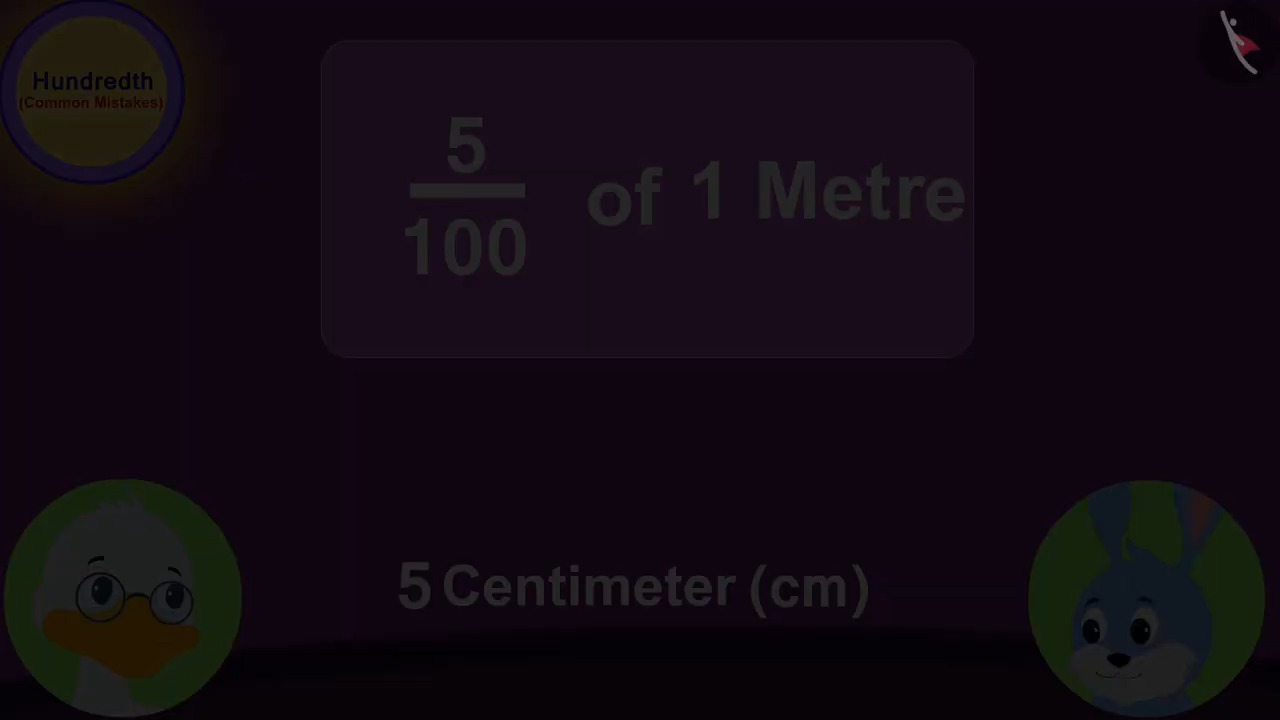 Hundredth
(Common Mistakes)
5
100
of 1 Metre
5 Centimeter (cm)